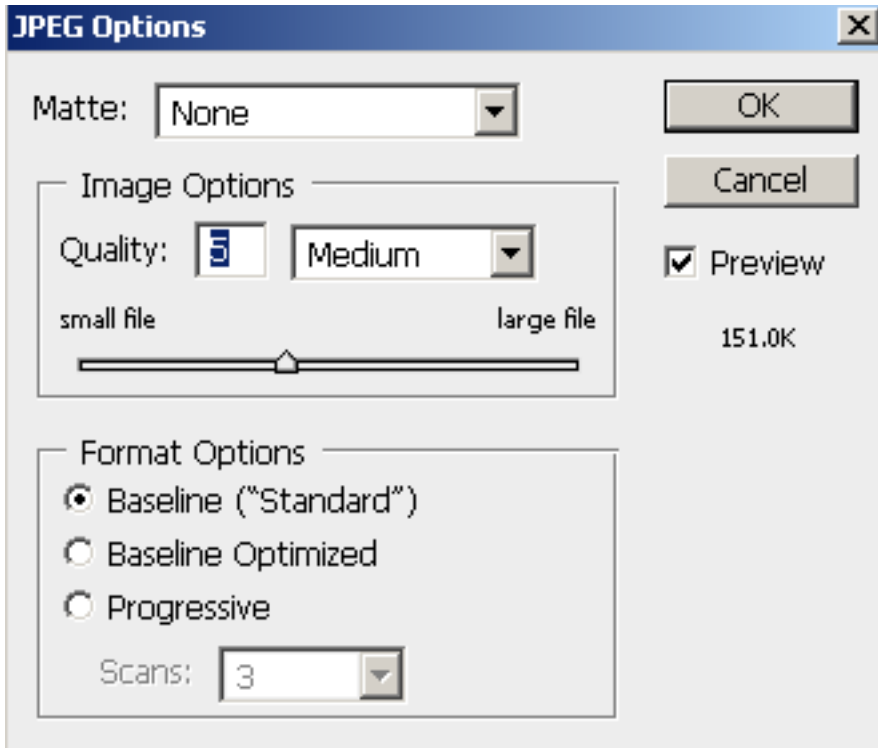 JPEG Options
Matte: None
OK
Cancel
Image Options
Quality: 5 Medium
Preview
small file large file
151.0K
Format Options
Baseline (“Standard”)
Baseline Optimized
Progressive
Scans: 3